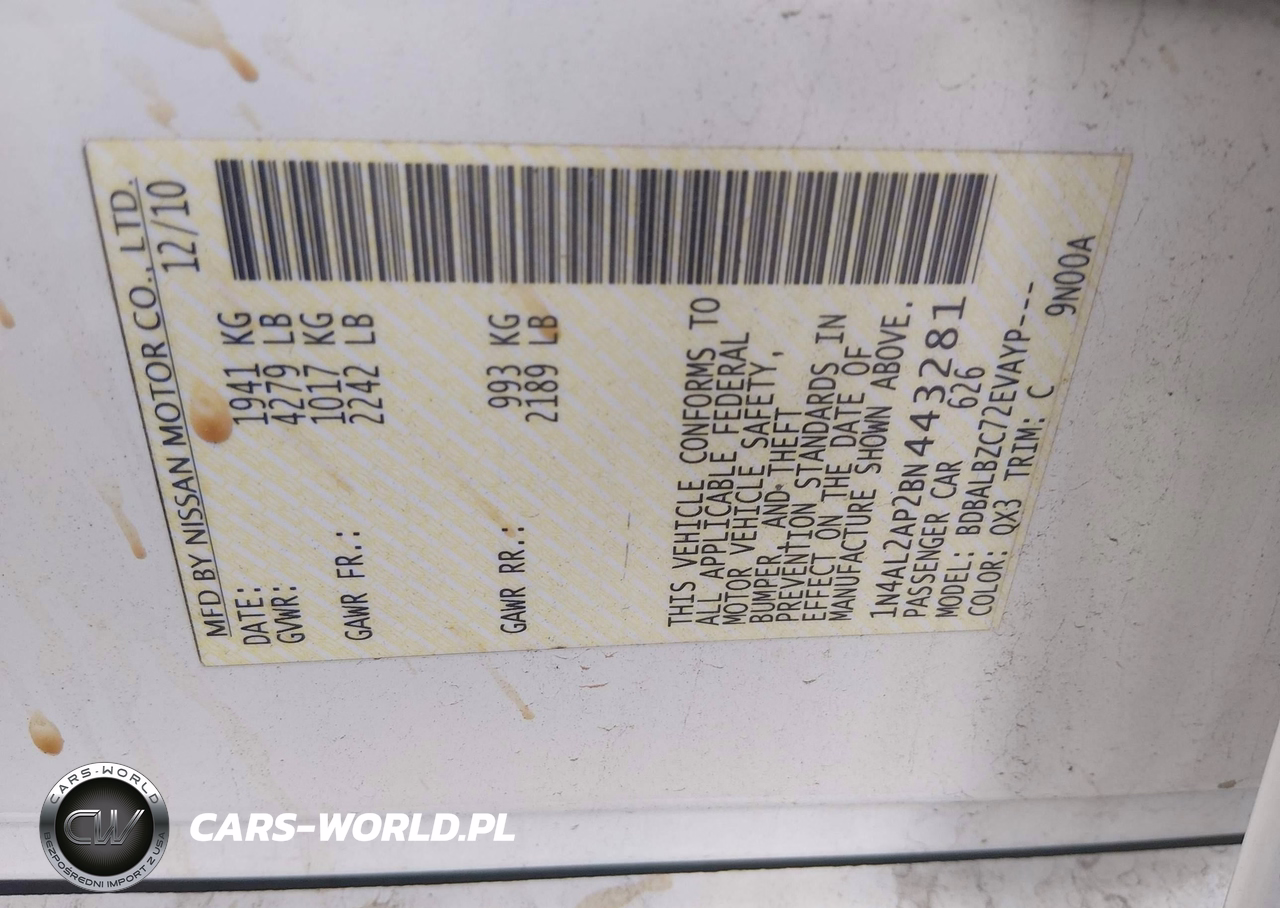 MFD BY NISSAN MOTOR CO., LTD.
DATE: 12/10
GVWR: 1941 KG
4279 LB
GAWR FR.: 1017 KG
2242 LB
GAWR RR.: 993 KG
2189 LB
THIS VEHICLE CONFORMS TO
ALL APPLICABLE FEDERAL
MOTOR VEHICLE SAFETY,
BUMPER, AND THEFT
PREVENTION STANDARDS IN
EFFECT ON THE DATE OF
MANUFACTURE SHOWN ABOVE.
1N4AL2AP2BN443281
PASSENGER CAR 626
MODEL: BDBALBZC72EVAYP----
COLOR: QX3 TRIM: C
9N00A
CARS-WORLD
CW
BEZPOŚREDNI IMPORT Z USA
CARS-WORLD.PL